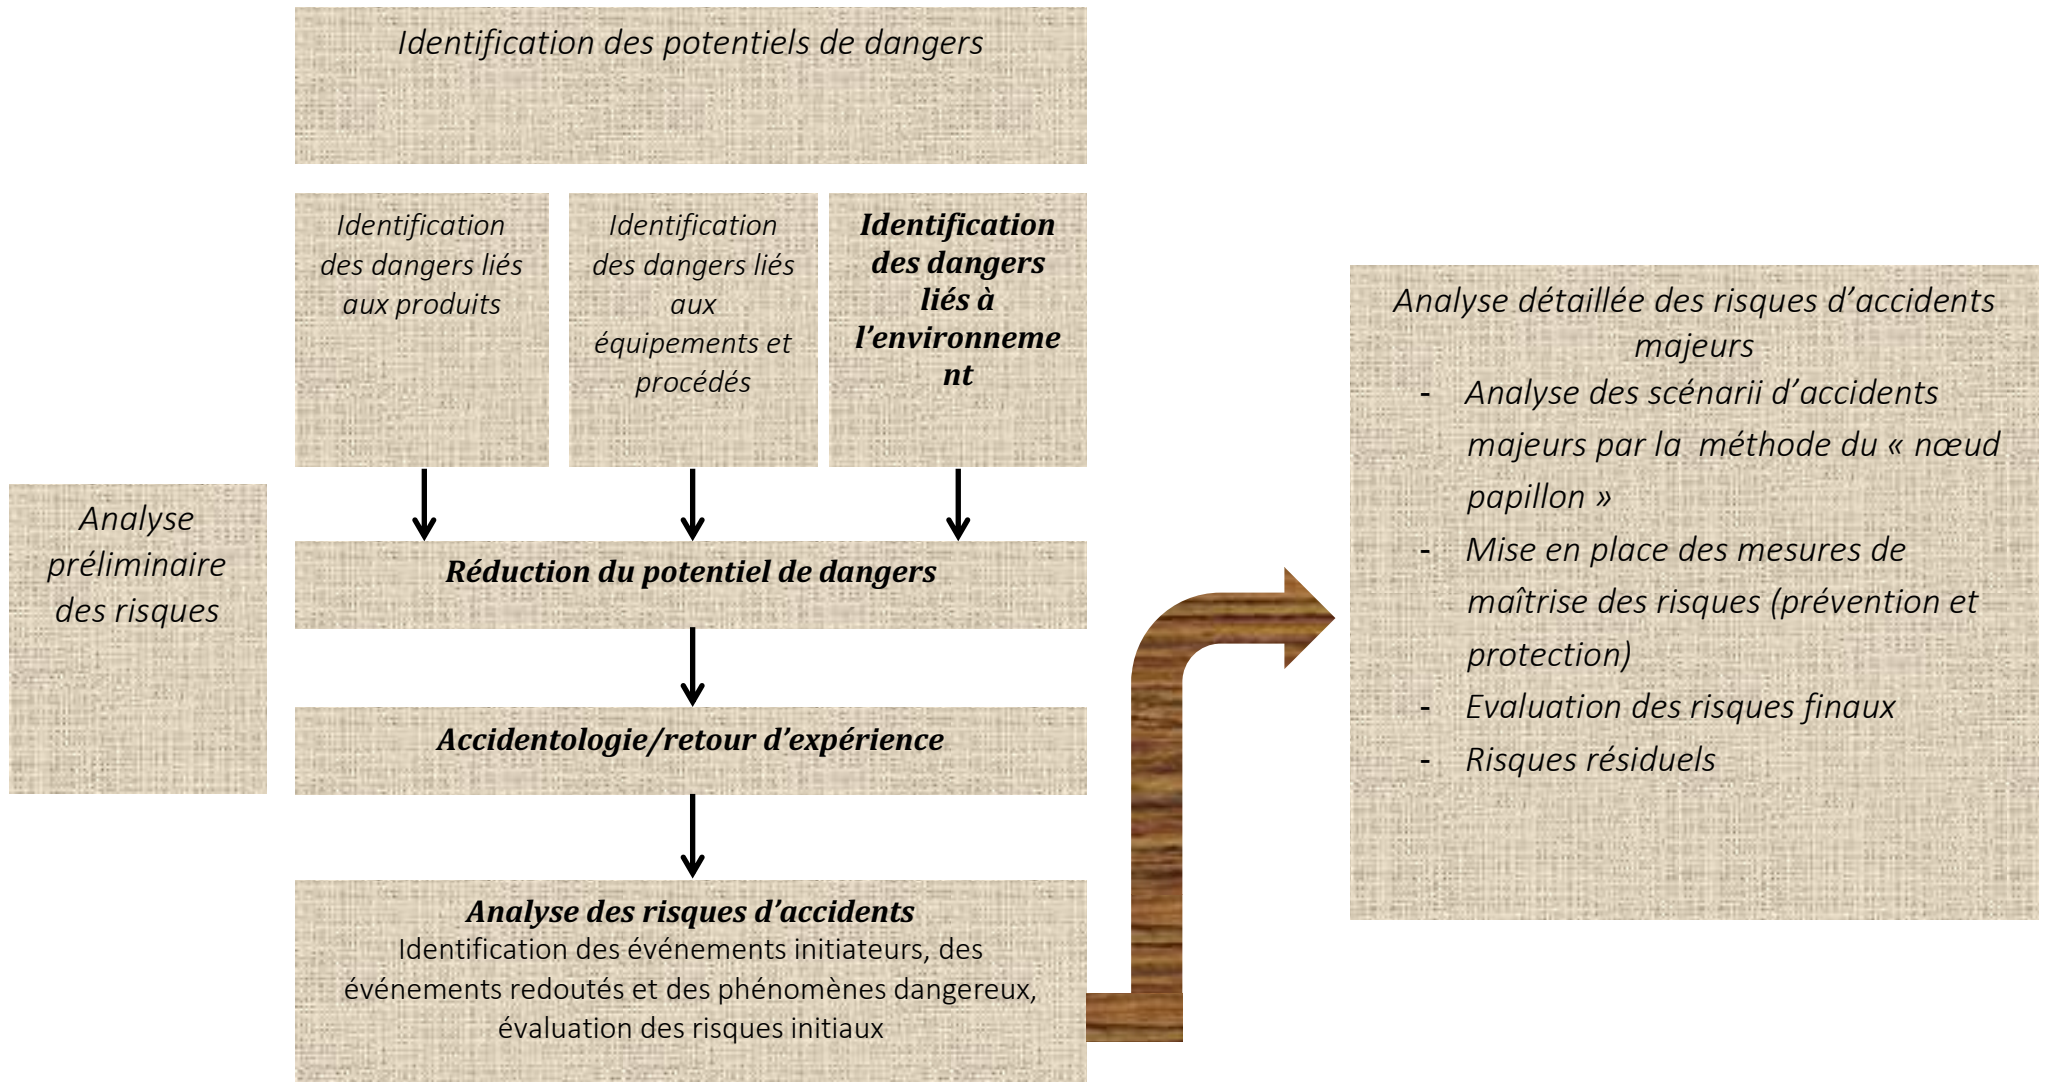 Identification des potentiels de dangers
Identification
des dangers liés
aux produits
Identification
des dangers liés
aux
équipements et
procédés
Identification
des dangers
liés à
l’environneme
nt
Analyse
préliminaire
des risques
Réduction du potentiel de dangers
Accidentologie/retour d’expérience
Analyse des risques d’accidents
Identification des événements initiateurs, des
événements redoutés et des phénomènes dangereux,
évaluation des risques initiaux
Analyse détaillée des risques d’accidents
majeurs
- Analyse des scénarii d’accidents
majeurs par la méthode du « nœud
papillon »
- Mise en place des mesures de
maîtrise des risques (prévention et
protection)
- Evaluation des risques finaux
- Risques résiduels